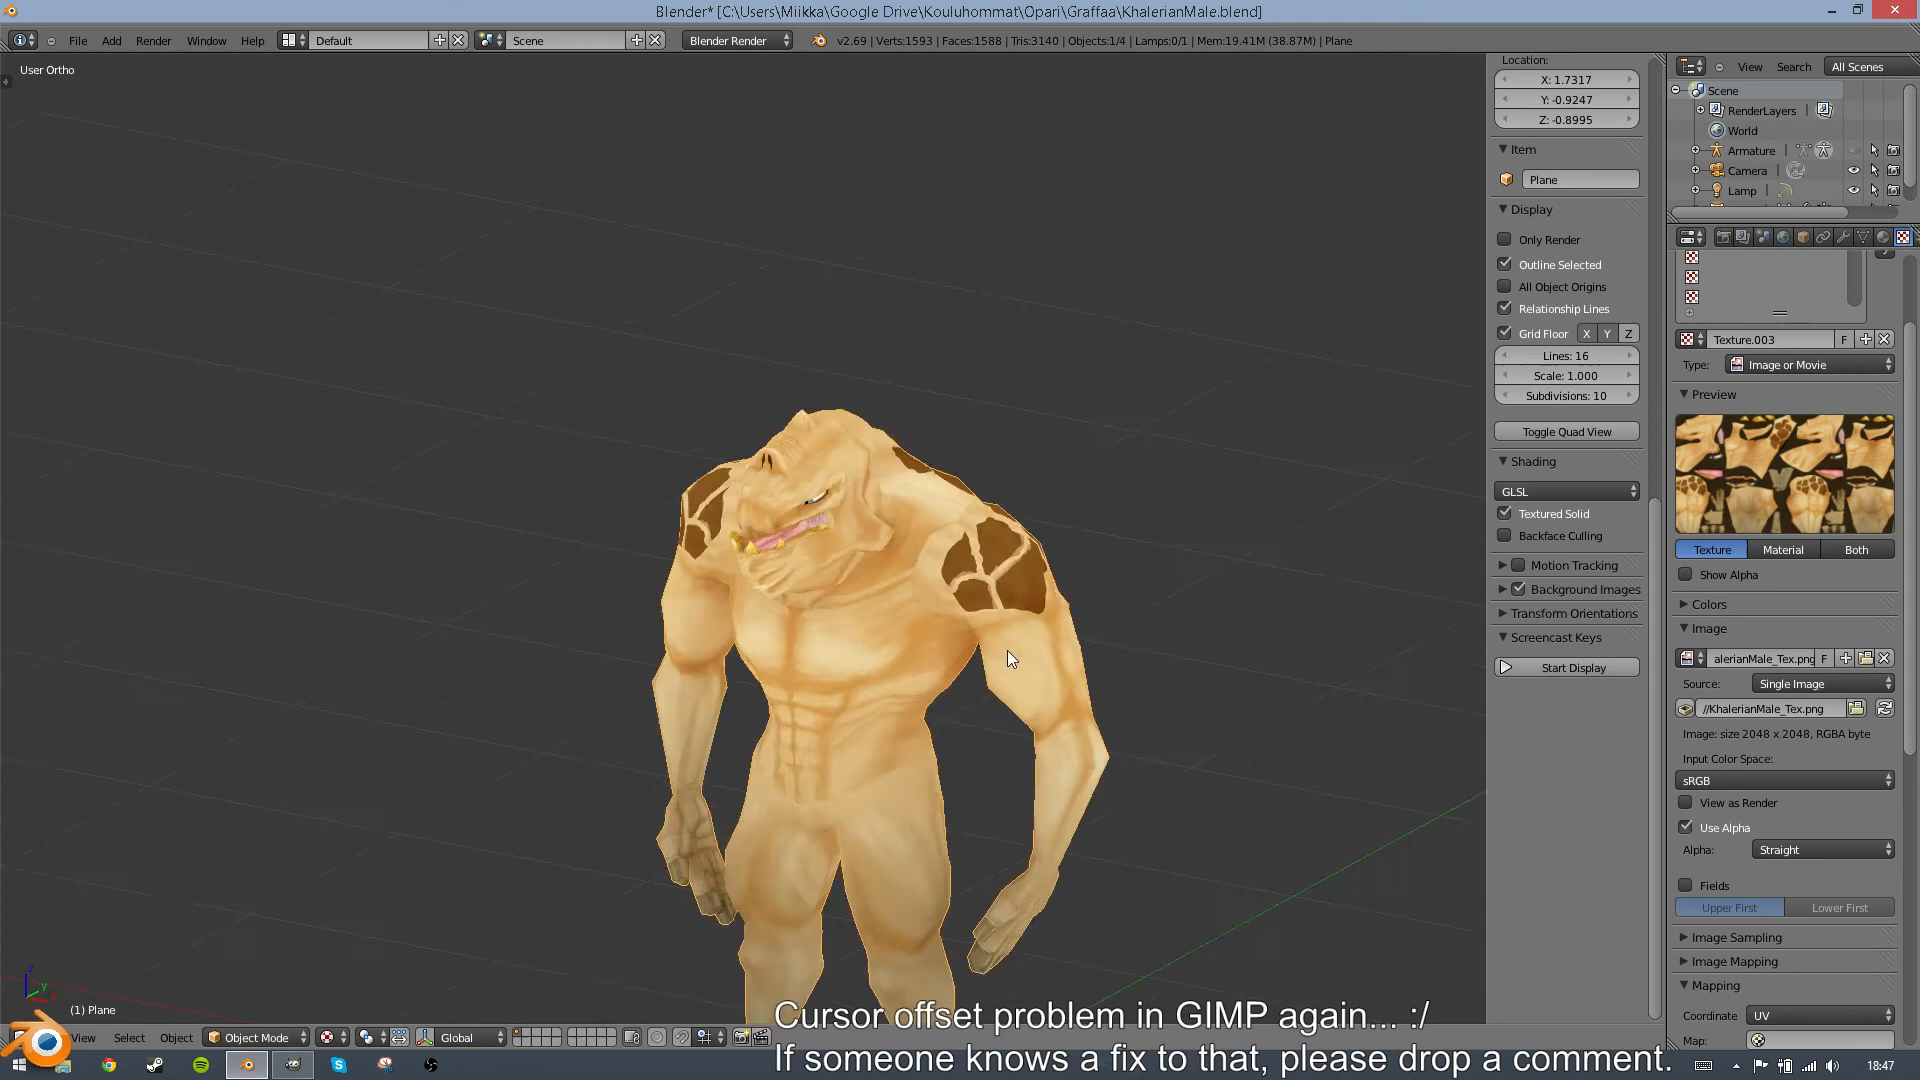 Blender* [C:\Users\Miikka\Google Drive\Kouluhommat\Opari\Graffaa\KhalerianMale.blend]
File Add Render Window Help Default Scene Blender Render v2.69 | Verts:1593 | Faces:1588 | Tris:3140 | Objects:1/4 | Lamps:0/1 | Mem:19.41M (38.87M) | Plane
User Ortho
Location:
X: 1.7317
Y: -0.9247
Z: -0.8995
Item
Plane
Display
Only Render
Outline Selected
All Object Origins
Relationship Lines
Grid Floor X Y Z
Lines: 16
Scale: 1.000
Subdivisions: 10
Toggle Quad View
Shading
GLSL
Textured Solid
Backface Culling
Motion Tracking
Background Images
Transform Orientations
Screencast Keys
Start Display
View Search All Scenes
Scene
RenderLayers
World
Armature
Camera
Lamp
Texture.003 F
Type: Image or Movie
Preview
Texture Material Both
Show Alpha
Colors
Image
alerianMale_Tex.png F
Source: Single Image
//KhalerianMale_Tex.png
Image: size 2048 x 2048, RGBA byte
Input Color Space:
sRGB
View as Render
Use Alpha
Alpha: Straight
Fields
Upper First Lower First
Image Sampling
Image Mapping
Mapping
Coordinate UV
Map:
z y x
(1) Plane
View Select Object Object Mode Global
Cursor offset problem in GIMP again... :/
If someone knows a fix to that, please drop a comment.
18:47